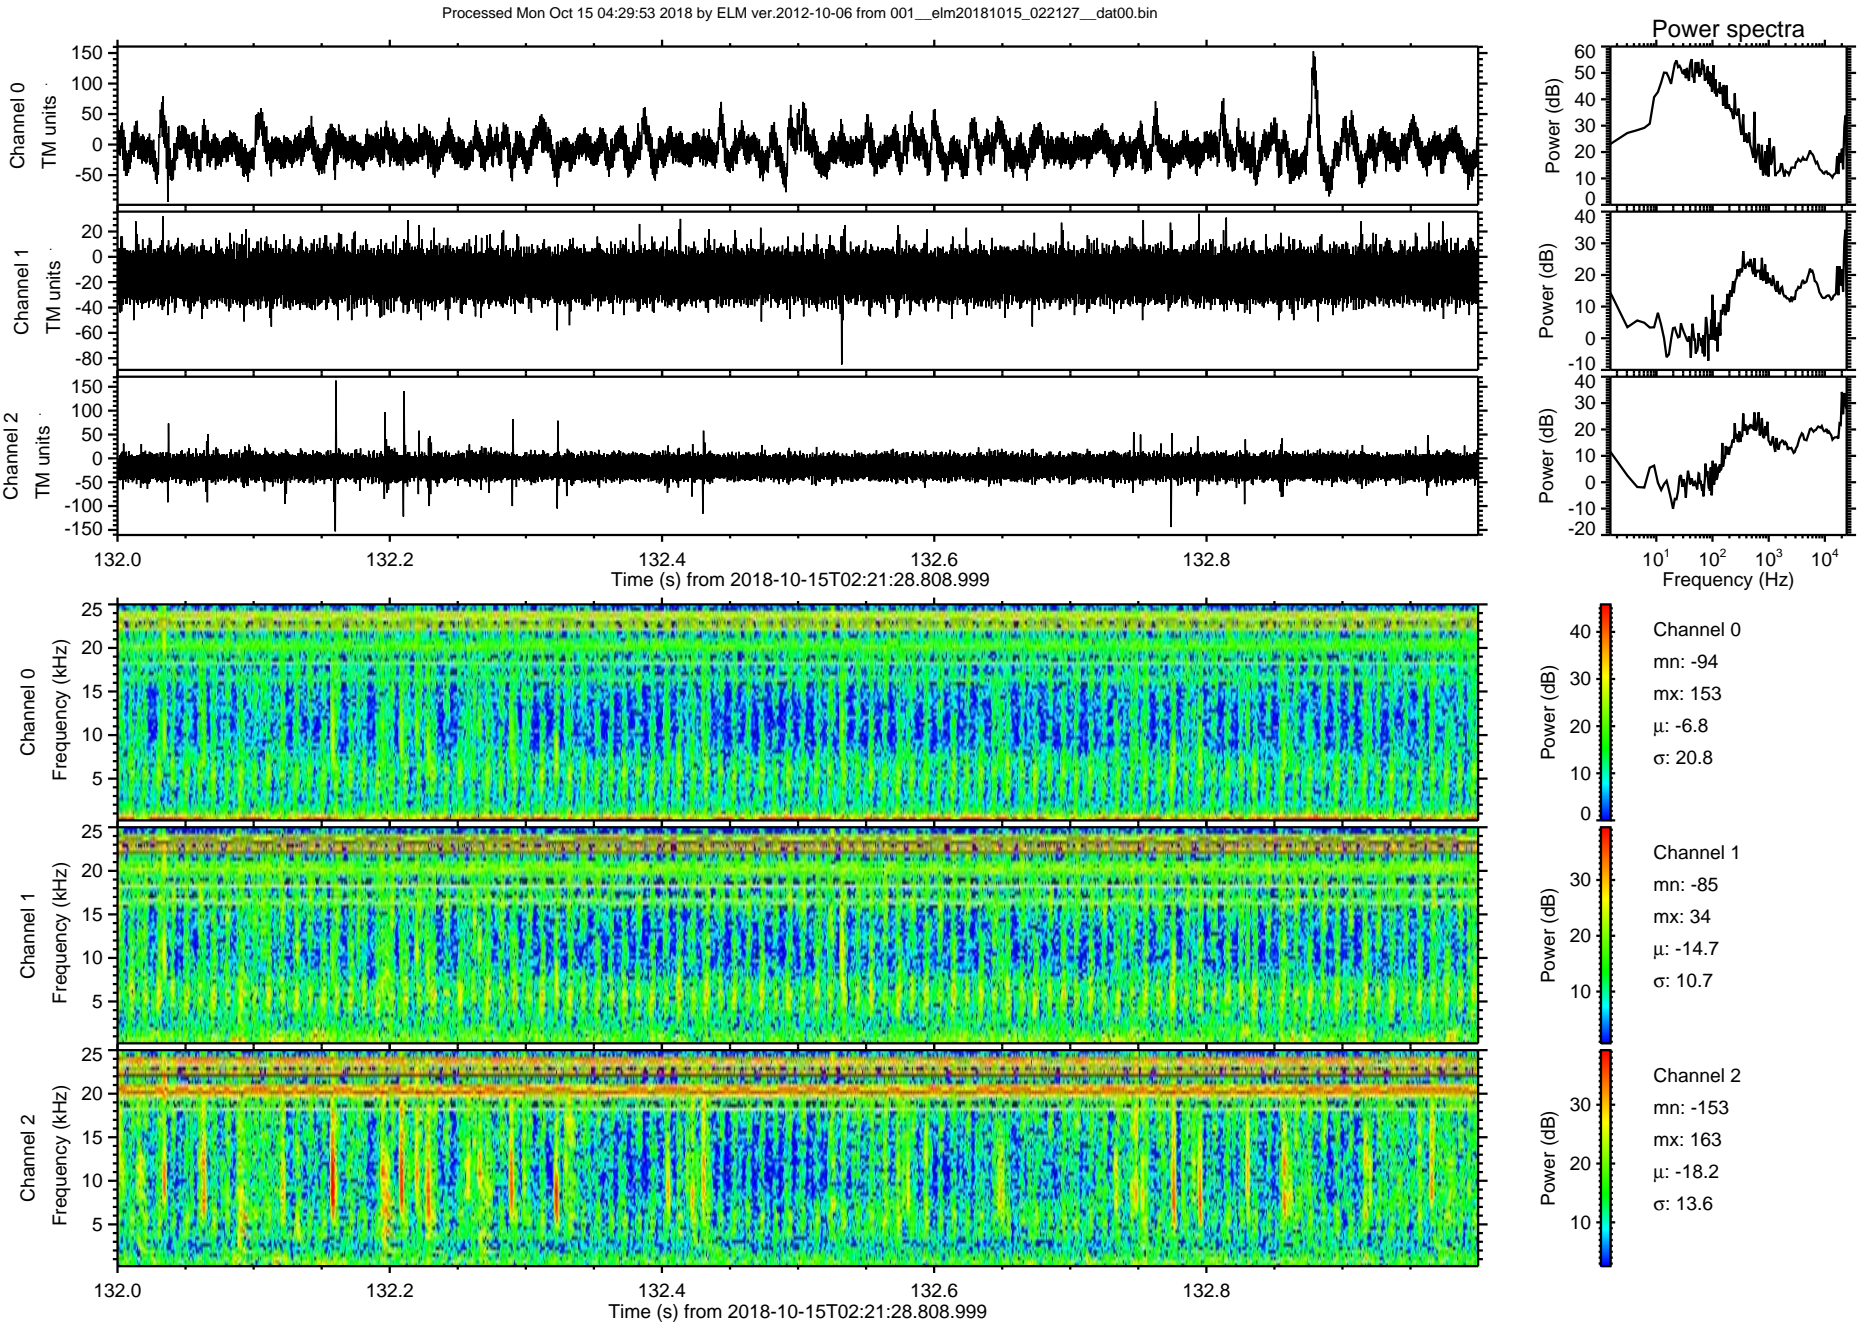 Processed Mon Oct 15 04:29:53 2018 by ELM ver.2012-10-06 from 001__elm20181015_022127__dat00.bin
Power spectra
Channel 0
TM units
150
100
50
0
-50
Power (dB)
60
50
40
30
20
10
0
Channel 1
TM units
20
0
-20
-40
-60
-80
Power (dB)
40
30
20
10
0
-10
Channel 2
TM units
150
100
50
0
-50
-100
-150
Power (dB)
40
30
20
10
0
-10
-20
132.0 132.2 132.4 132.6 132.8
Time (s) from 2018-10-15T02:21:28.808.999
10¹ 10² 10³ 10⁴
Frequency (Hz)
Channel 0
Frequency (kHz)
25
20
15
10
5
Power (dB)
40
30
20
10
0
Channel 0
mn: -94
mx: 153
μ: -6.8
σ: 20.8
Channel 1
Frequency (kHz)
25
20
15
10
5
Power (dB)
30
20
10
Channel 1
mn: -85
mx: 34
μ: -14.7
σ: 10.7
Channel 2
Frequency (kHz)
25
20
15
10
5
Power (dB)
30
20
10
Channel 2
mn: -153
mx: 163
μ: -18.2
σ: 13.6
132.0 132.2 132.4 132.6 132.8
Time (s) from 2018-10-15T02:21:28.808.999